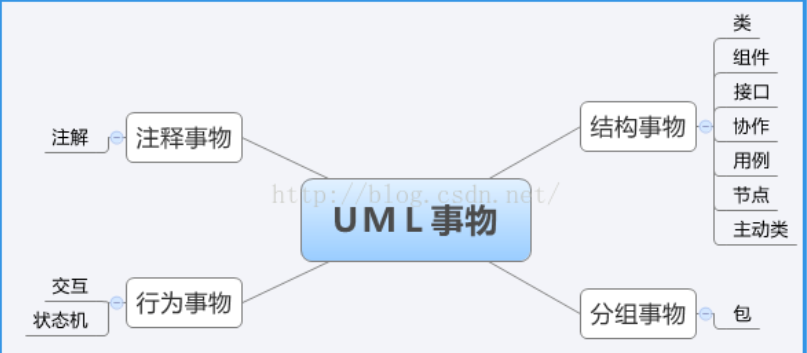 UML事物
结构事物
类
组件
接口
协作
用例
节点
主动类
分组事物
包
注释事物
注解
行为事物
交互
状态机
http://blog.csdn.net/